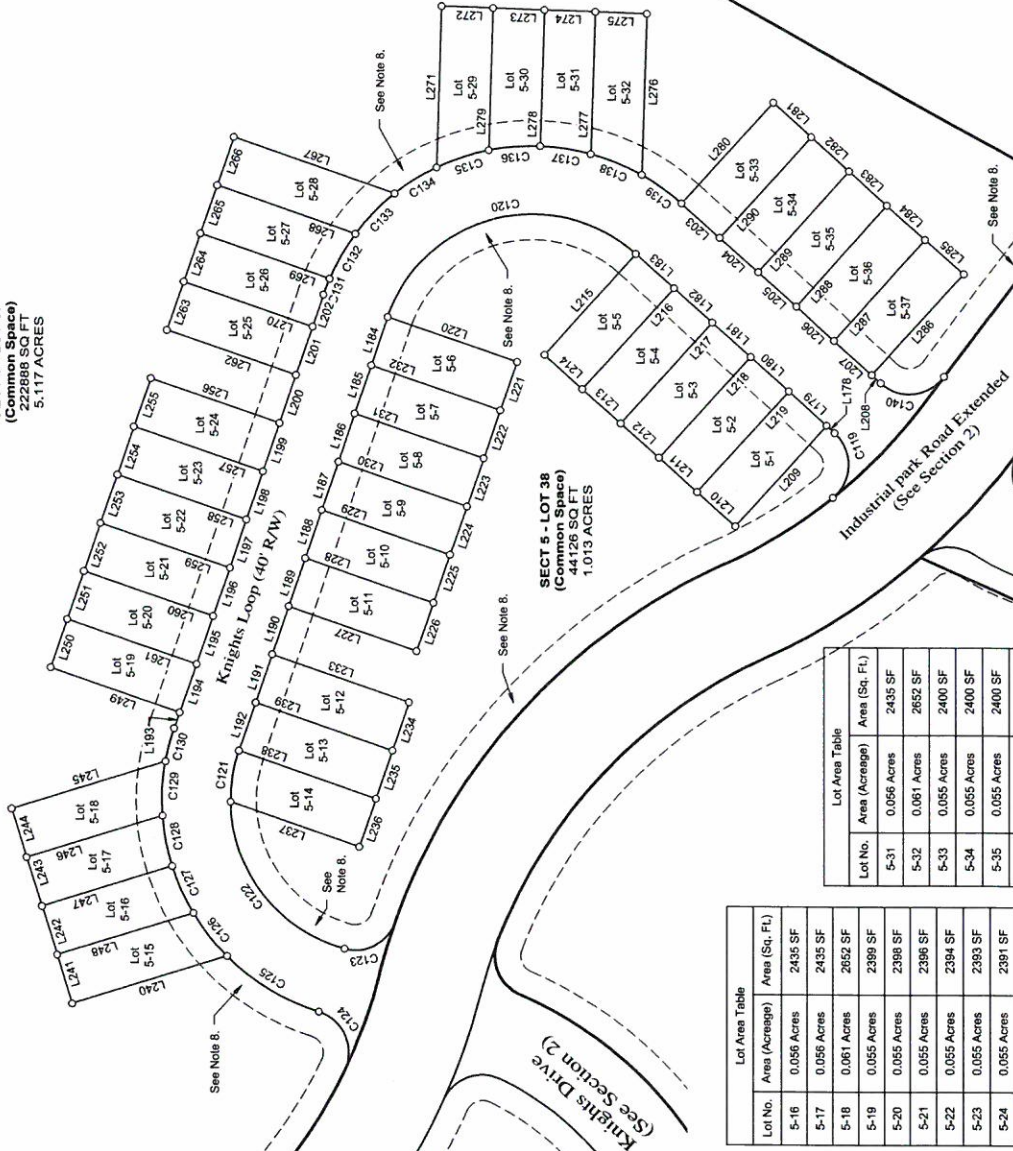 (Common Space)
222888 SQ FT
5.117 ACRES
L272
L273
L274
L275
L271
Lot
5-29
L279
Lot
5-30
L278
Lot
5-31
L277
Lot
5-32
L276
See Note 8.
L266
L265
L264
L263
L267
Lot
5-28
L268
Lot
5-27
L269
Lot
5-26
L270
Lot
5-25
L262
C135
C136
C137
C138
C139
C134
C133
C132
C131
L202
L201
L200
L280
L281
L282
L283
L284
L285
Lot
5-33
L290
Lot
5-34
L289
Lot
5-35
L288
Lot
5-36
L287
Lot
5-37
L286
L203
L204
L205
L206
L207
L208
L178
C140
C119
See Note 8.
C120
See Note 8.
L215
L183
L182
L181
L180
L179
L214
L213
L212
L211
L210
Lot
5-5
L216
Lot
5-4
L217
Lot
5-3
L218
Lot
5-2
L219
Lot
5-1
L209
L255
L254
L253
L252
L251
L250
L256
Lot
5-24
L257
Lot
5-23
L258
Lot
5-22
L259
Lot
5-21
L260
Lot
5-20
L261
Lot
5-19
L249
L199
L198
L197
L196
L195
L194
L193
Knights Loop (40' R/W)
L184
L185
L186
L187
L188
L189
L190
L191
L192
L220
Lot
5-6
L232
Lot
5-7
L231
Lot
5-8
L230
Lot
5-9
L229
Lot
5-10
L228
Lot
5-11
L227
L221
L222
L223
L224
L225
L226
L233
Lot
5-12
L239
Lot
5-13
L238
Lot
5-14
L237
L234
L235
L236
SECT 5 - LOT 38
(Common Space)
44126 SQ FT
1.013 ACRES
Industrial park Road Extended
(See Section 2)
See Note 8.
L244
L243
L242
L241
L245
Lot
5-18
L246
Lot
5-17
L247
Lot
5-16
L248
Lot
5-15
L240
C130
C129
C128
C127
C126
C125
C124
C121
C122
C123
See
Note 8.
See Note 8.
Knights Drive
(See Section 2)
Lot Area Table
Lot No. Area (Acreage) Area (Sq. Ft.)
5-16 0.056 Acres 2435 SF
5-17 0.056 Acres 2435 SF
5-18 0.061 Acres 2652 SF
5-19 0.055 Acres 2399 SF
5-20 0.055 Acres 2398 SF
5-21 0.055 Acres 2396 SF
5-22 0.055 Acres 2394 SF
5-23 0.055 Acres 2393 SF
5-24 0.055 Acres 2391 SF
Lot Area Table
Lot No. Area (Acreage) Area (Sq. Ft.)
5-31 0.056 Acres 2435 SF
5-32 0.061 Acres 2652 SF
5-33 0.055 Acres 2400 SF
5-34 0.055 Acres 2400 SF
5-35 0.055 Acres 2400 SF